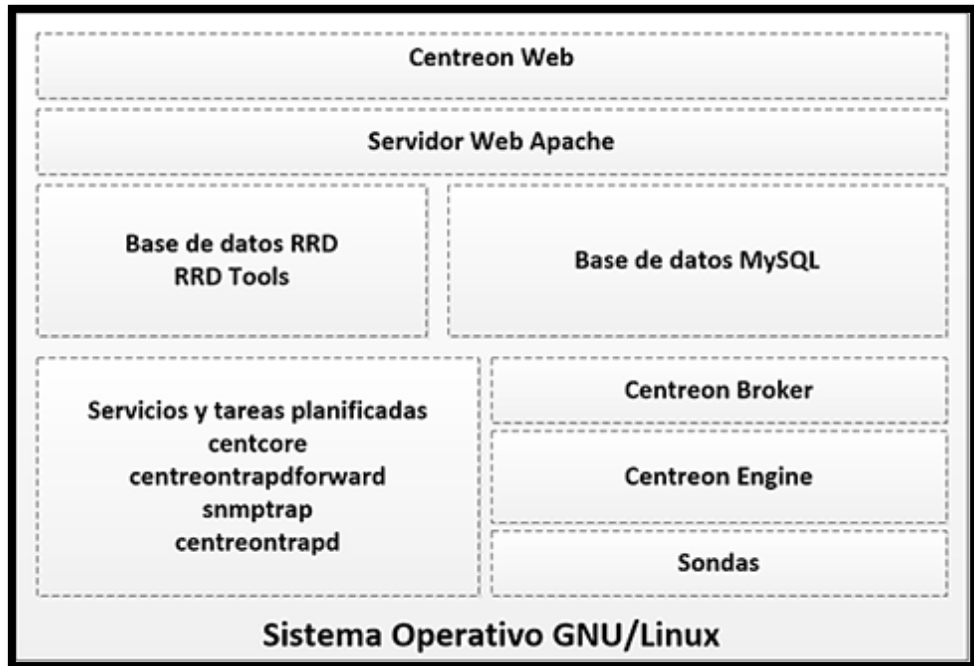 Centreon Web
Servidor Web Apache
Base de datos RRD
RRD Tools
Base de datos MySQL
Servicios y tareas planificadas
centcore
centreontrapdforward
snmptrap
centreontrapd
Centreon Broker
Centreon Engine
Sondas
Sistema Operativo GNU/Linux